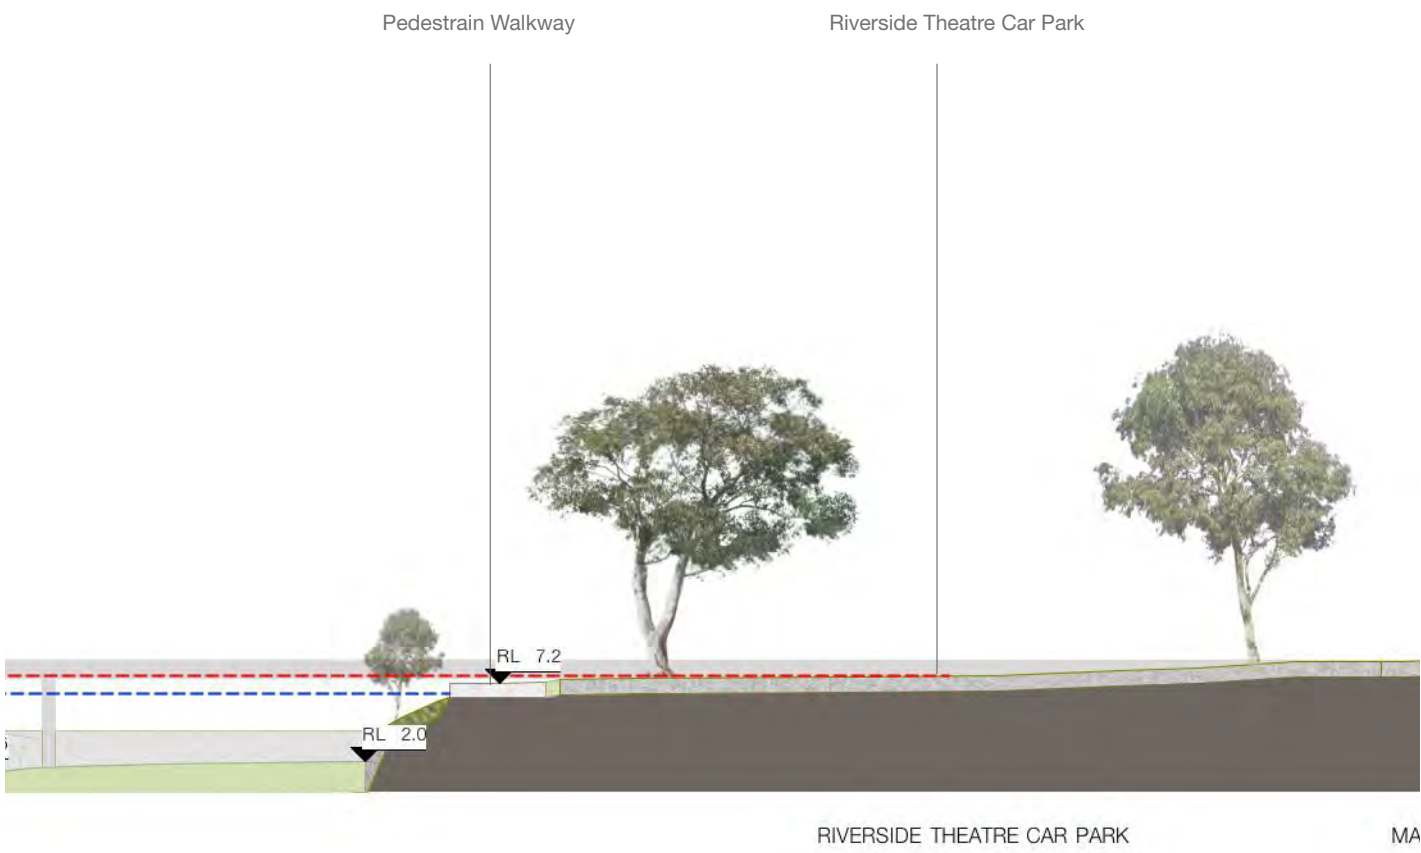 Pedestrain Walkway
Riverside Theatre Car Park
RL 7.2
RL 2.0
RIVERSIDE THEATRE CAR PARK
MA